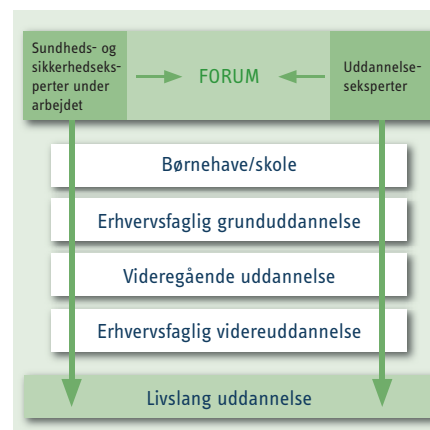 Sundheds- og
sikkerhedseks-
perter under
arbejdet
FORUM
Uddannelse-
seksperter
Børnehave/skole
Erhvervsfaglig grunduddannelse
Videregående uddannelse
Erhvervsfaglig videreuddannelse
Livslang uddannelse